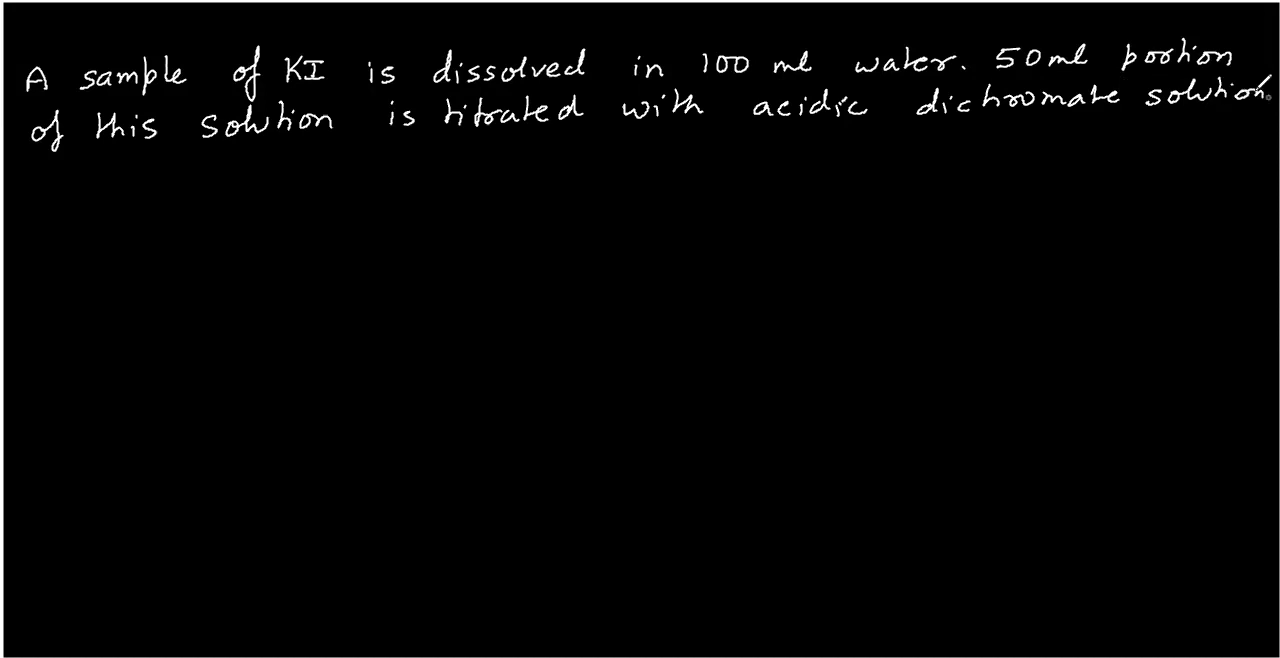 A sample of KI is dissolved in 100 ml water. 50ml portion
of this solution is titrated with acidic dichromate solution.